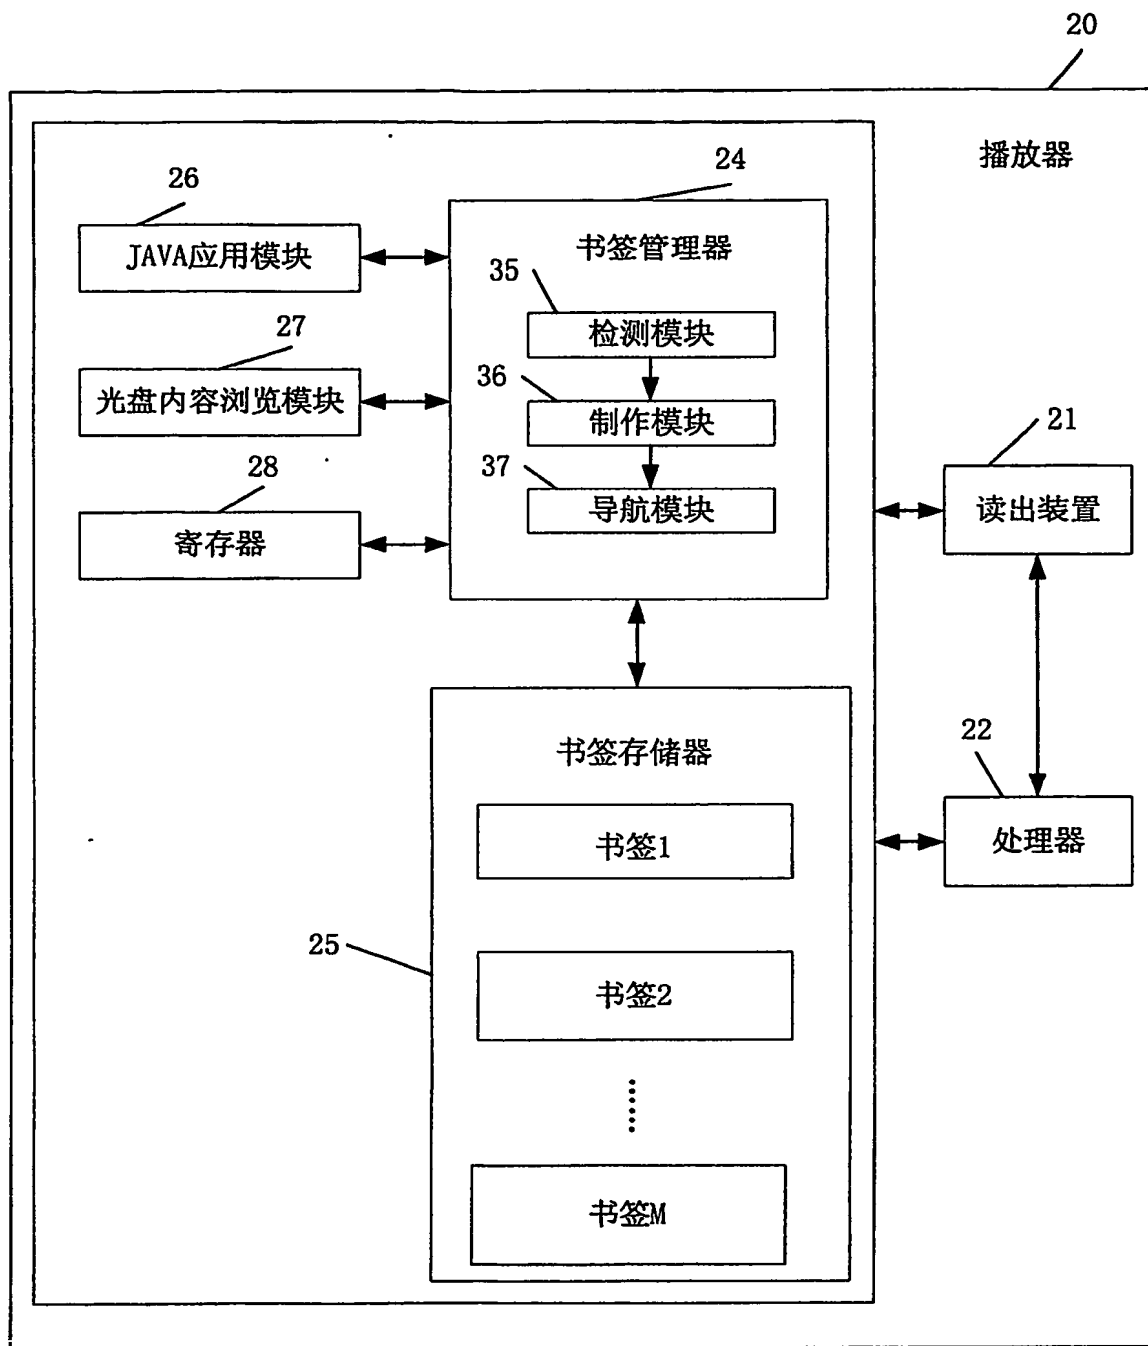 20
播放器
24
26
书签管理器
JAVA应用模块
35
检测模块
27
36
光盘内容浏览模块
制作模块
21
28
37
读出装置
导航模块
寄存器
22
书签存储器
书签1
处理器
25
书签2
......
书签M